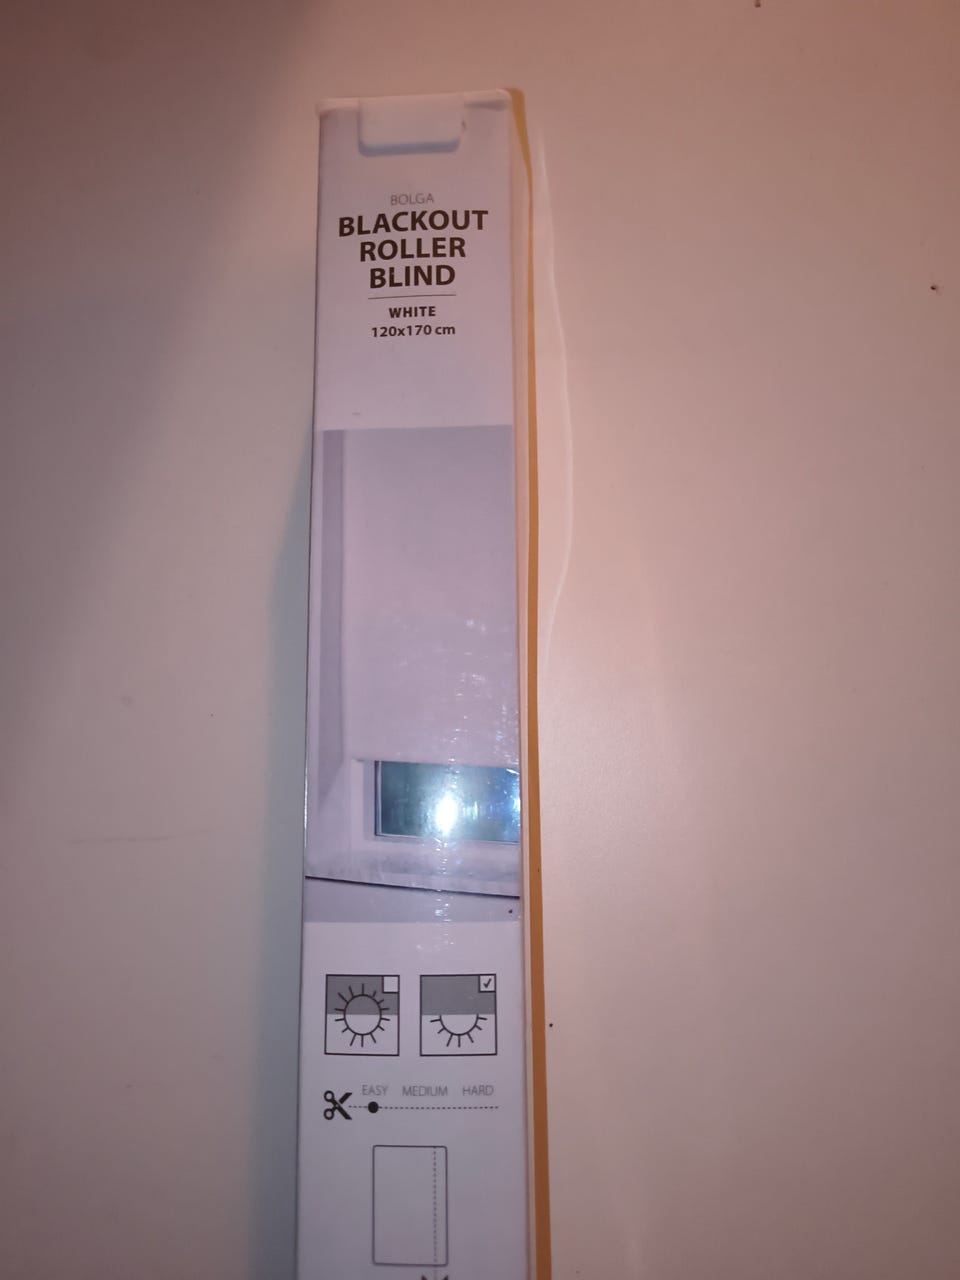 BOLGA
BLACKOUT
ROLLER
BLIND
WHITE
120x170 cm
EASY MEDIUM HARD